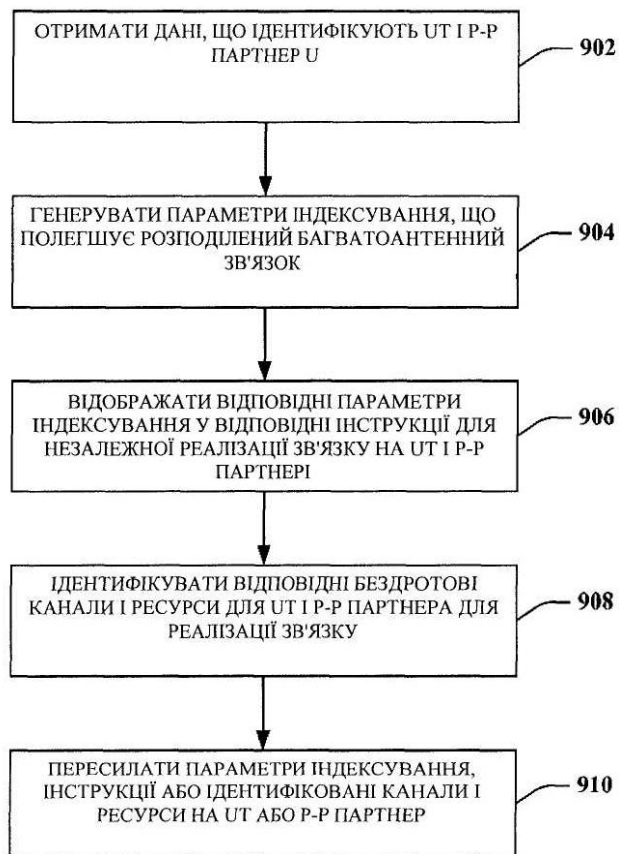 ОТРИМАТИ ДАНІ, ЩО ІДЕНТИФІКУЮТЬ UT І P-P
ПАРТНЕР U
902
ГЕНЕРУВАТИ ПАРАМЕТРИ ІНДЕКСУВАННЯ, ЩО
ПОЛЕГШУЄ РОЗПОДІЛЕНИЙ БАГВАТОАНТЕННИЙ
ЗВ'ЯЗОК
904
ВІДОБРАЖАТИ ВІДПОВІДНІ ПАРАМЕТРИ
ІНДЕКСУВАННЯ У ВІДПОВІДНІ ІНСТРУКЦІЇ ДЛЯ
НЕЗАЛЕЖНОЇ РЕАЛІЗАЦІЇ ЗВ'ЯЗКУ НА UT І P-P
ПАРТНЕРІ
906
ІДЕНТИФІКУВАТИ ВІДПОВІДНІ БЕЗДРОТОВІ
КАНАЛИ І РЕСУРСИ ДЛЯ UT І P-P ПАРТНЕРА ДЛЯ
РЕАЛІЗАЦІЇ ЗВ'ЯЗКУ
908
ПЕРЕСИЛАТИ ПАРАМЕТРИ ІНДЕКСУВАННЯ,
ІНСТРУКЦІЇ АБО ІДЕНТИФІКОВАНІ КАНАЛИ І
РЕСУРСИ НА UT АБО P-P ПАРТНЕР
910